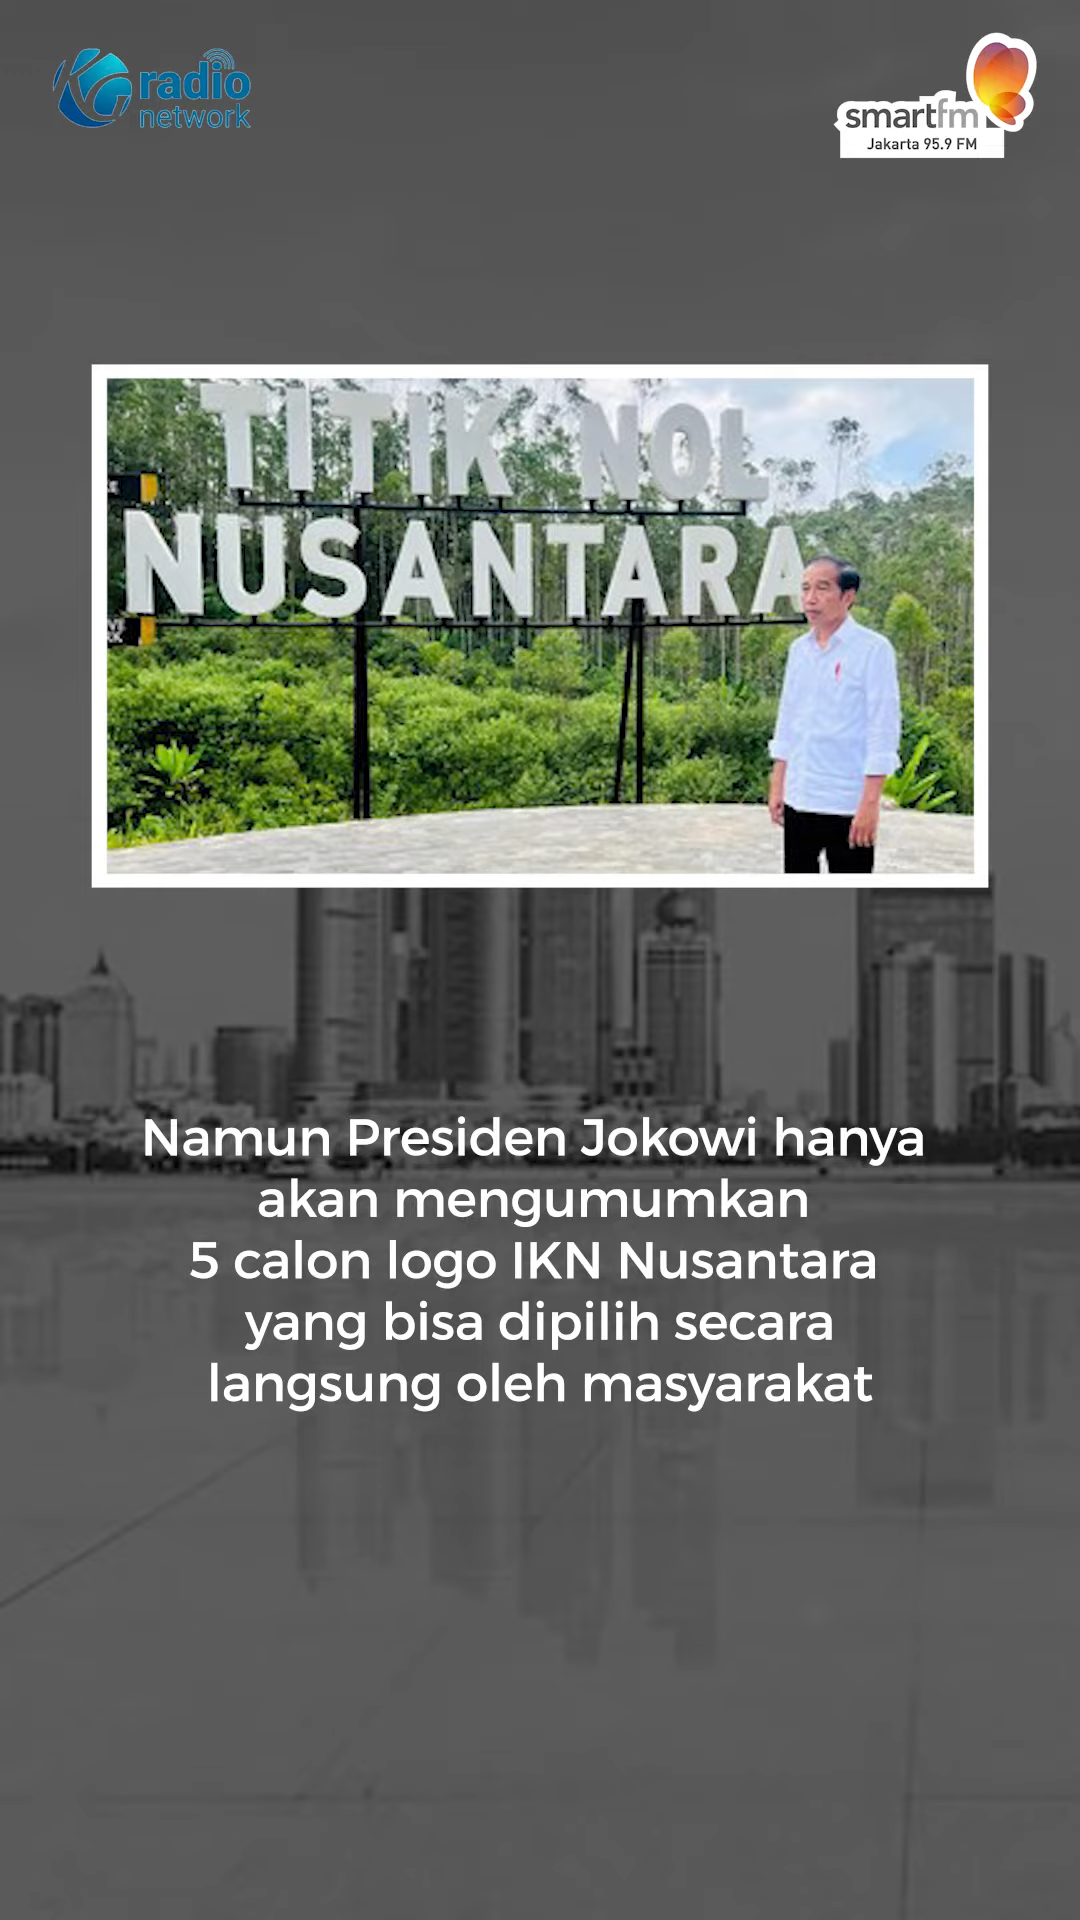 radio
network
smartfm
Jakarta 95.9 FM
TITIK NOL
NUSANTARA
Namun Presiden Jokowi hanya
akan mengumumkan
5 calon logo IKN Nusantara
yang bisa dipilih secara
langsung oleh masyarakat